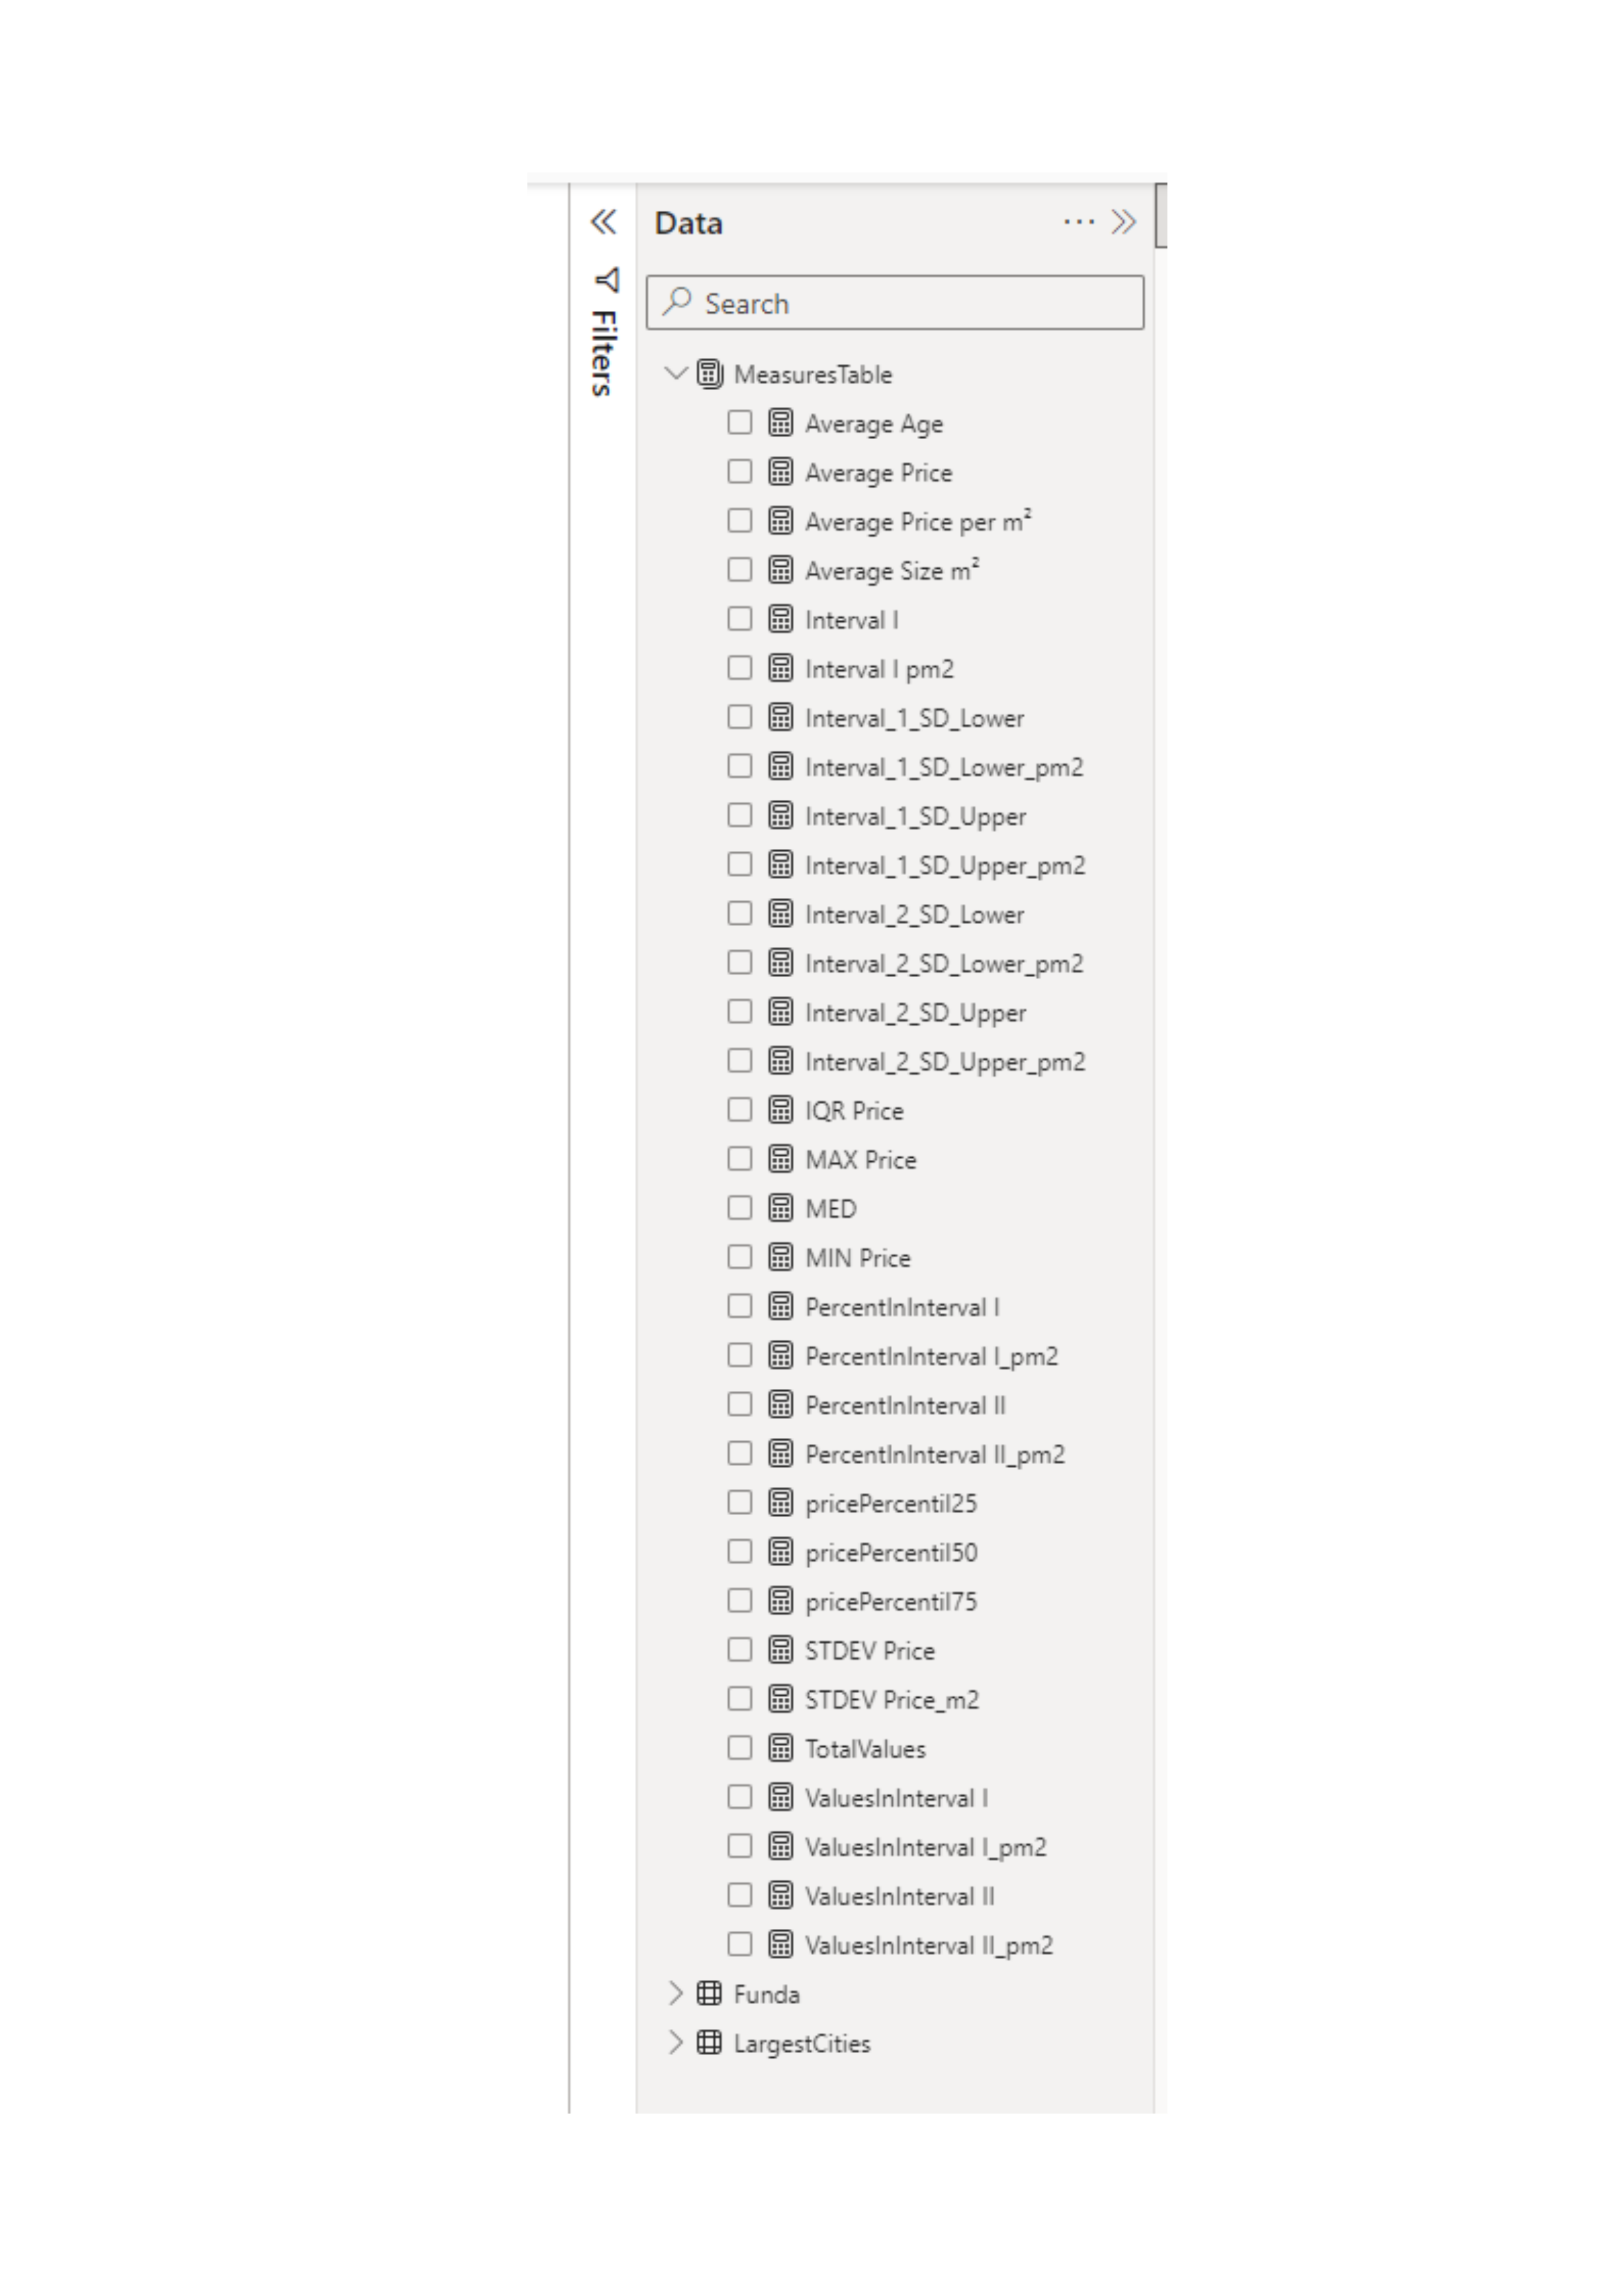 Data
Filters
Search
MeasuresTable
Average Age
Average Price
Average Price per m²
Average Size m²
Interval I
Interval I pm2
Interval_1_SD_Lower
Interval_1_SD_Lower_pm2
Interval_1_SD_Upper
Interval_1_SD_Upper_pm2
Interval_2_SD_Lower
Interval_2_SD_Lower_pm2
Interval_2_SD_Upper
Interval_2_SD_Upper_pm2
IQR Price
MAX Price
MED
MIN Price
PercentInInterval I
PercentInInterval I_pm2
PercentInInterval II
PercentInInterval II_pm2
pricePercentil25
pricePercentil50
pricePercentil75
STDEV Price
STDEV Price_m2
TotalValues
ValuesInInterval I
ValuesInInterval I_pm2
ValuesInInterval II
ValuesInInterval II_pm2
Funda
LargestCities